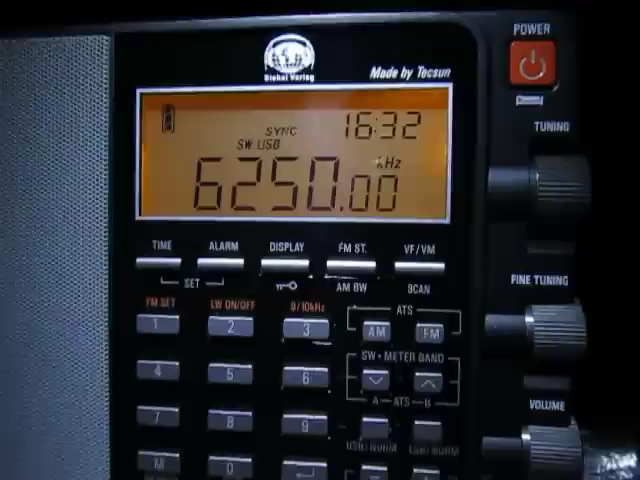 POWER
Made by Tecsun
TUNING
16:32
SYNC
SW USB
kHz
6250.00
TIME ALARM DISPLAY FM ST. VF/VM
SET AM BW SCAN
FINE TUNING
FM SET LW ON/OFF 9/10kHz ATS
1 2 3 AM FM
SW • METER BAND
4 5 6
A — ATS — B
VOLUME
7 8 9
M 0